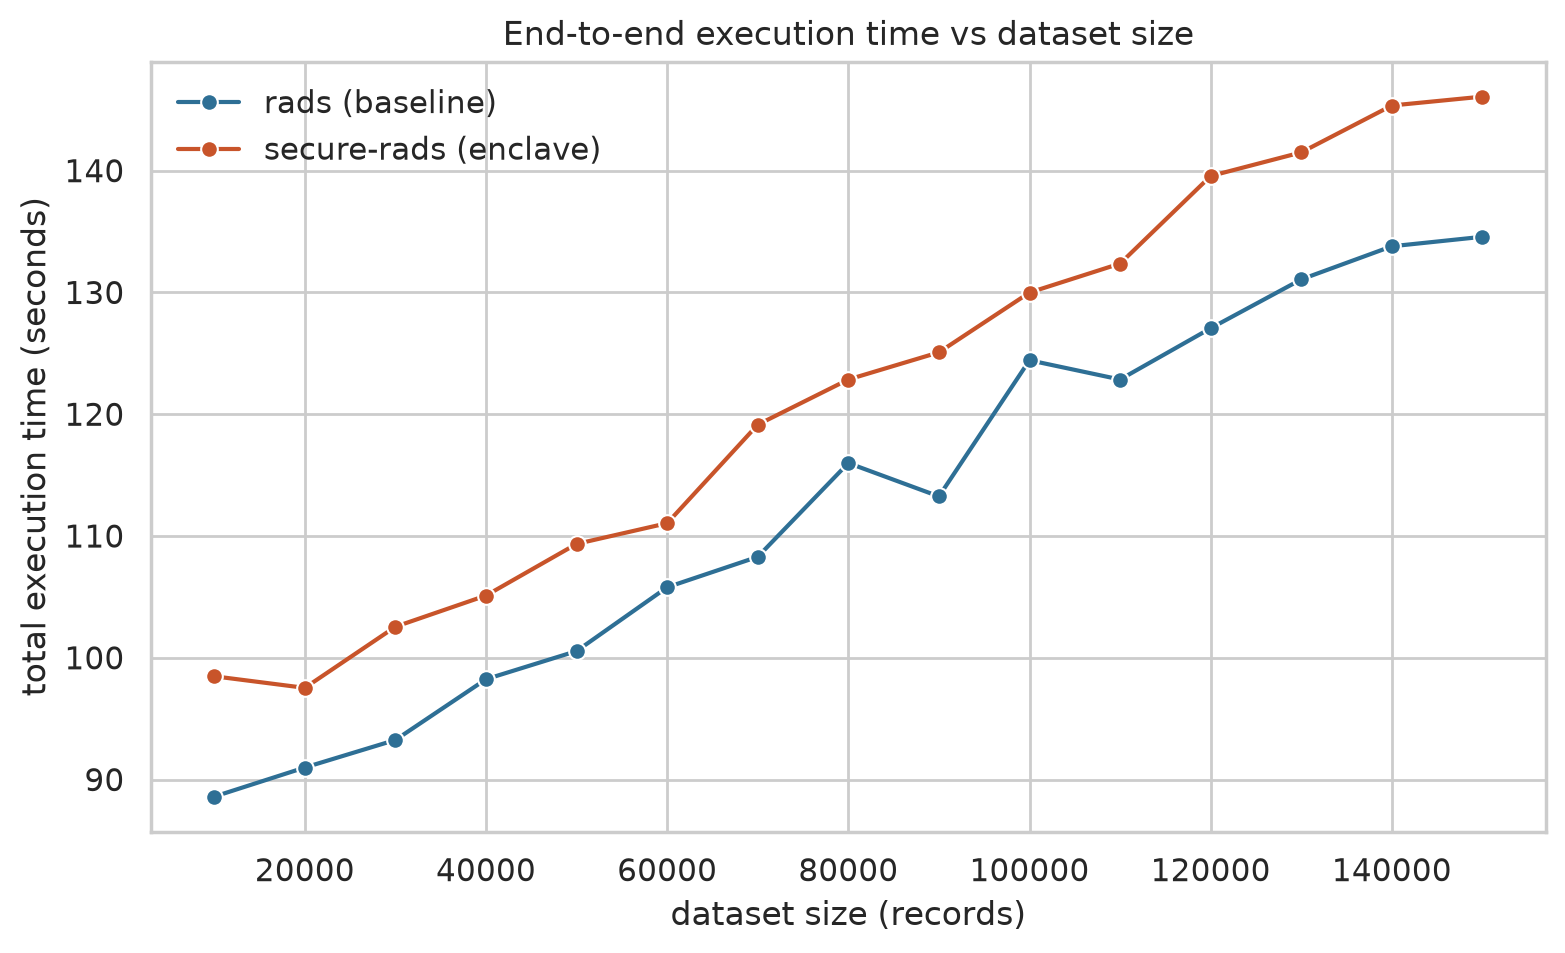 End-to-end execution time vs dataset size
rads (baseline)
secure-rads (enclave)
total execution time (seconds)
140
130
120
110
100
90
20000 40000 60000 80000 100000 120000 140000
dataset size (records)